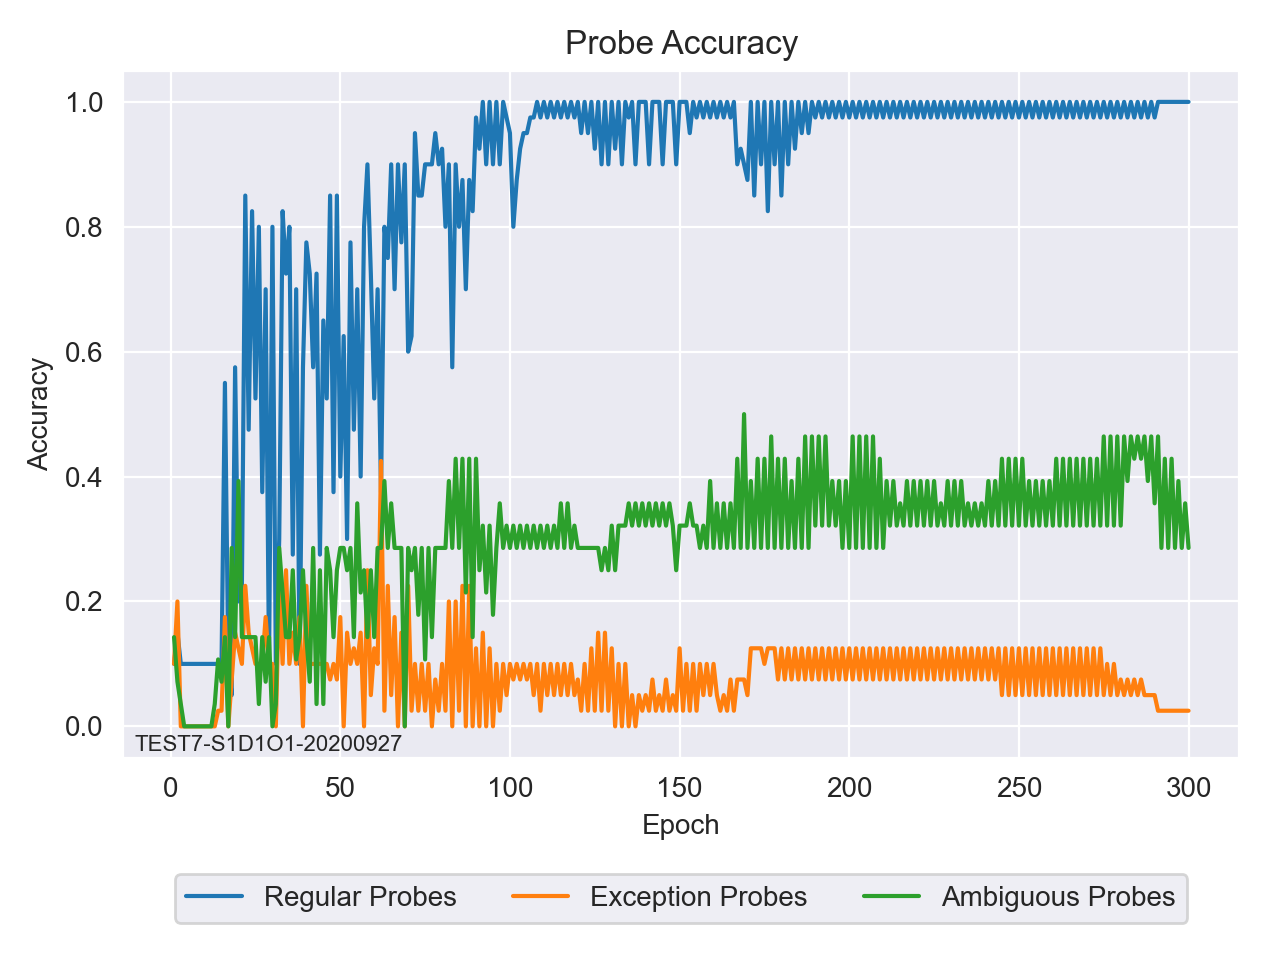 Probe Accuracy
1.0
0.8
0.6
0.4
0.2
0.0
Accuracy
TEST7-S1D1O1-20200927
0 50 100 150 200 250 300
Epoch
Regular Probes Exception Probes Ambiguous Probes